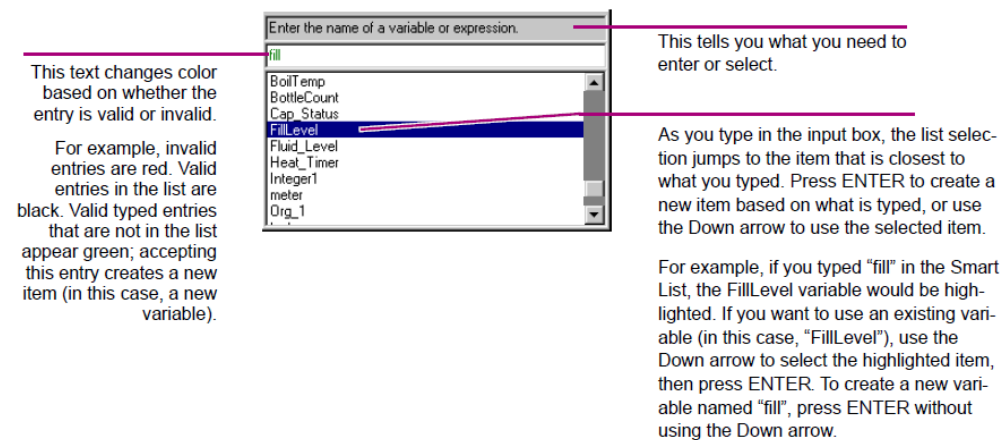 Enter the name of a variable or expression.
fill
BoilTemp
BottleCount
Cap_Status
FillLevel
Fluid_Level
Heat_Timer
Integer1
meter
Org_1
This text changes color
based on whether the
entry is valid or invalid.
For example, invalid
entries are red. Valid
entries in the list are
black. Valid typed entries
that are not in the list
appear green; accepting
this entry creates a new
item (in this case, a new
variable).
This tells you what you need to
enter or select.
As you type in the input box, the list selec-
tion jumps to the item that is closest to
what you typed. Press ENTER to create a
new item based on what is typed, or use
the Down arrow to use the selected item.
For example, if you typed “fill” in the Smart
List, the FillLevel variable would be high-
lighted. If you want to use an existing vari-
able (in this case, “FillLevel”), use the
Down arrow to select the highlighted item,
then press ENTER. To create a new vari-
able named “fill”, press ENTER without
using the Down arrow.